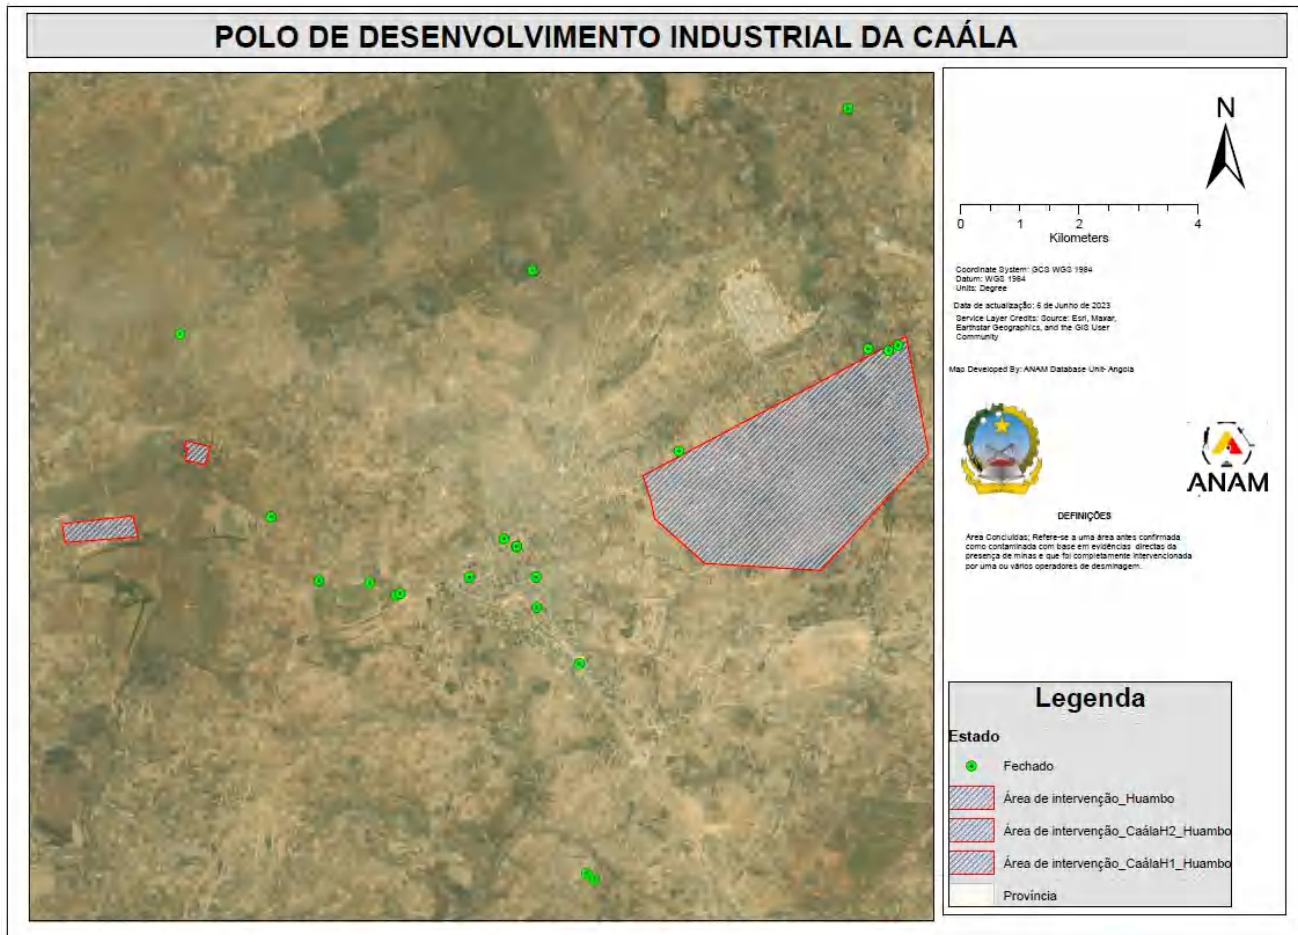 POLO DE DESENVOLVIMENTO INDUSTRIAL DA CAÁLA
N
0 1 2 4
Kilometers
Coordinate System: GCS WGS 1984
Datum: WGS 1984
Units: Degree
Data de actualização: 6 de Junho de 2023
Service Layer Credits: Source: Esri, Maxar,
Earthstar Geographics, and the GIS User
Community
Map Developed By: ANAM Database Unit- Angola
ANAM
DEFINIÇÕES
Área Concluídas; Refere-se a uma área antes confirmada
como contaminada com base em evidências directas da
presença de minas e que foi completamente intervencionada
por uma ou vários operadores de desminagem.
Legenda
Estado
Fechado
Área de intervenção_Huambo
Área de intervenção_CaálaH2_Huambo
Área de intervenção_CaálaH1_Huambo
Província